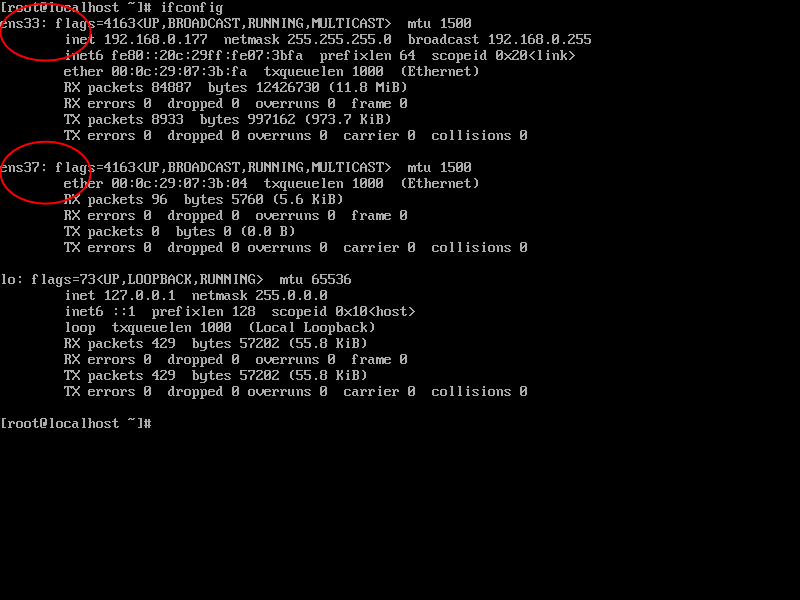 [root@localhost ~]# ifconfig
ens33: flags=4163<UP,BROADCAST,RUNNING,MULTICAST>  mtu 1500
        inet 192.168.0.177  netmask 255.255.255.0  broadcast 192.168.0.255
        inet6 fe80::20c:29ff:fe07:3bfa  prefixlen 64  scopeid 0x20<link>
        ether 00:0c:29:07:3b:fa  txqueuelen 1000  (Ethernet)
        RX packets 84887  bytes 12426730 (11.8 MiB)
        RX errors 0  dropped 0  overruns 0  frame 0
        TX packets 8933  bytes 997162 (973.7 KiB)
        TX errors 0  dropped 0 overruns 0  carrier 0  collisions 0

ens37: flags=4163<UP,BROADCAST,RUNNING,MULTICAST>  mtu 1500
        ether 00:0c:29:07:3b:04  txqueuelen 1000  (Ethernet)
        RX packets 96  bytes 5760 (5.6 KiB)
        RX errors 0  dropped 0  overruns 0  frame 0
        TX packets 0  bytes 0 (0.0 B)
        TX errors 0  dropped 0 overruns 0  carrier 0  collisions 0

lo: flags=73<UP,LOOPBACK,RUNNING>  mtu 65536
        inet 127.0.0.1  netmask 255.0.0.0
        inet6 ::1  prefixlen 128  scopeid 0x10<host>
        loop  txqueuelen 1000  (Local Loopback)
        RX packets 429  bytes 57202 (55.8 KiB)
        RX errors 0  dropped 0  overruns 0  frame 0
        TX packets 429  bytes 57202 (55.8 KiB)
        TX errors 0  dropped 0 overruns 0  carrier 0  collisions 0

[root@localhost ~]#